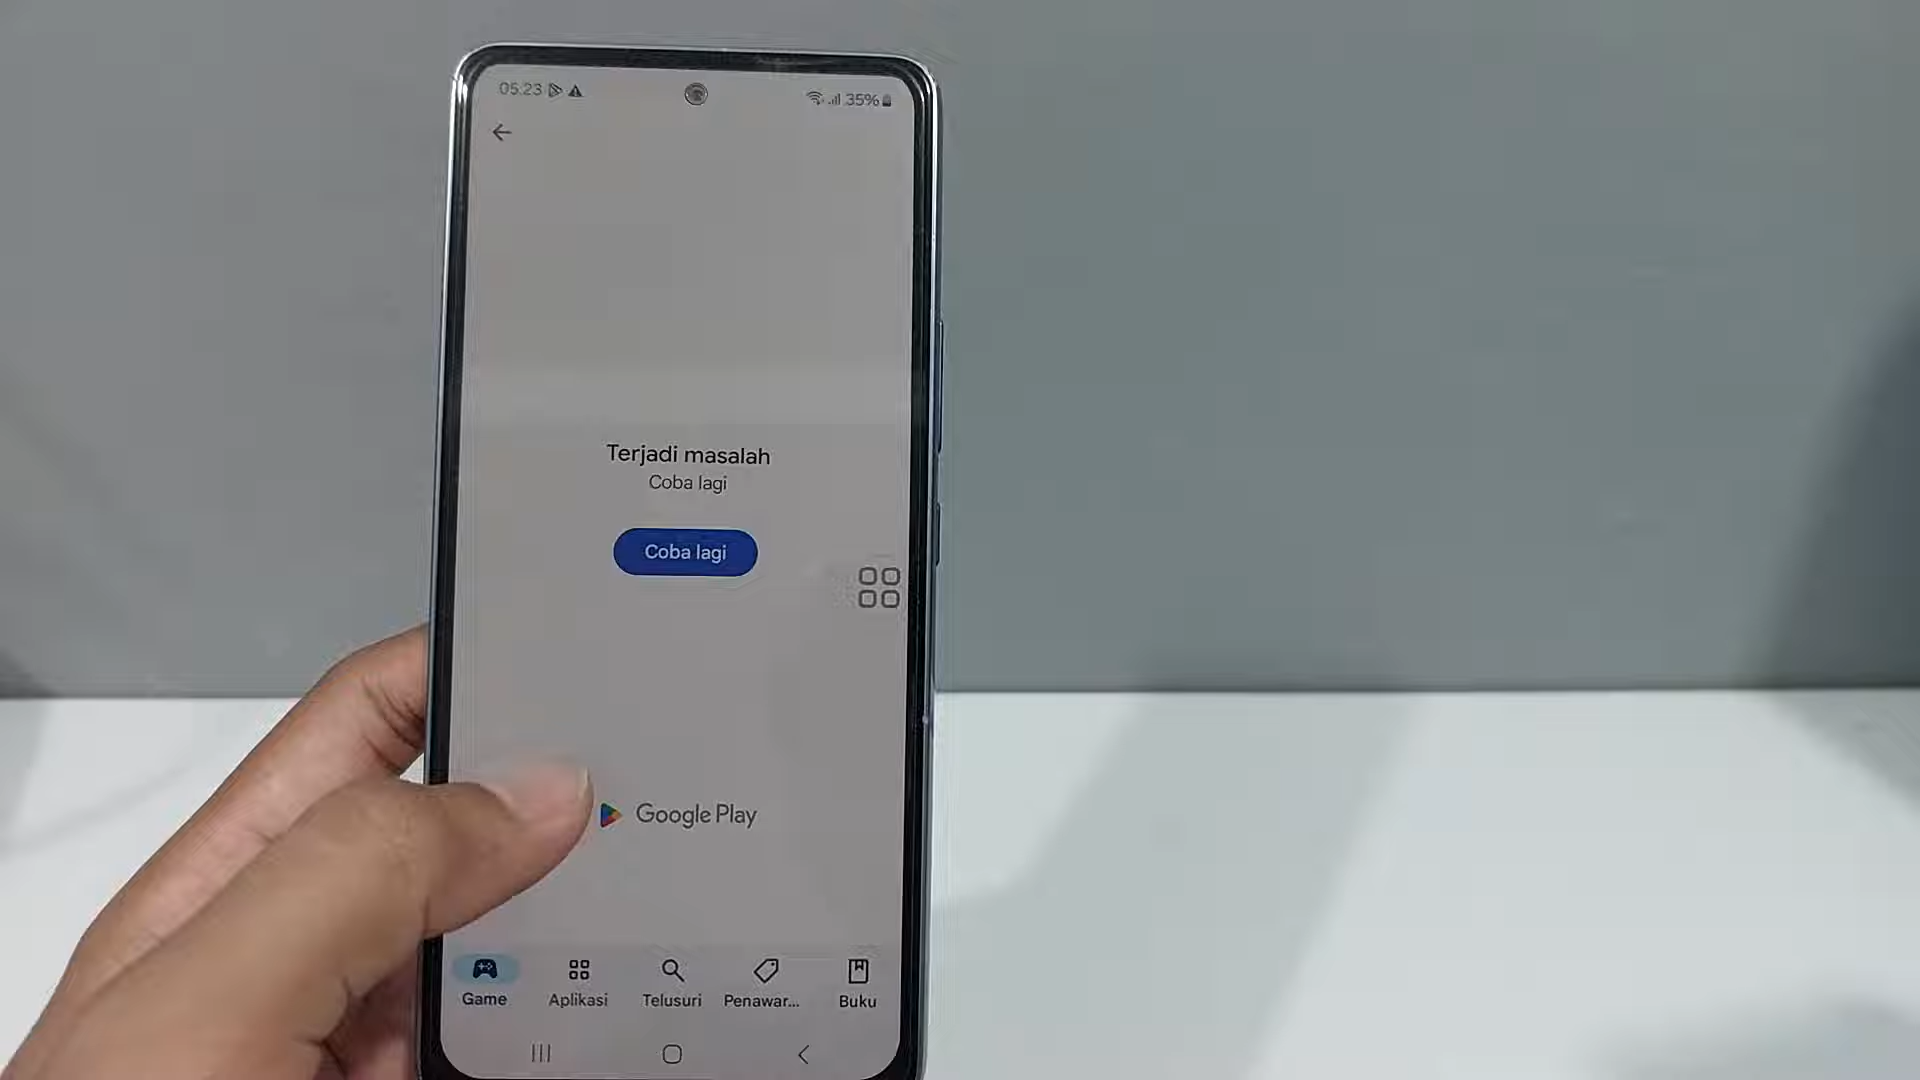 05.23
35%
Terjadi masalah
Coba lagi
Coba lagi
Google Play
Game
Aplikasi
Telusuri
Penawar...
Buku